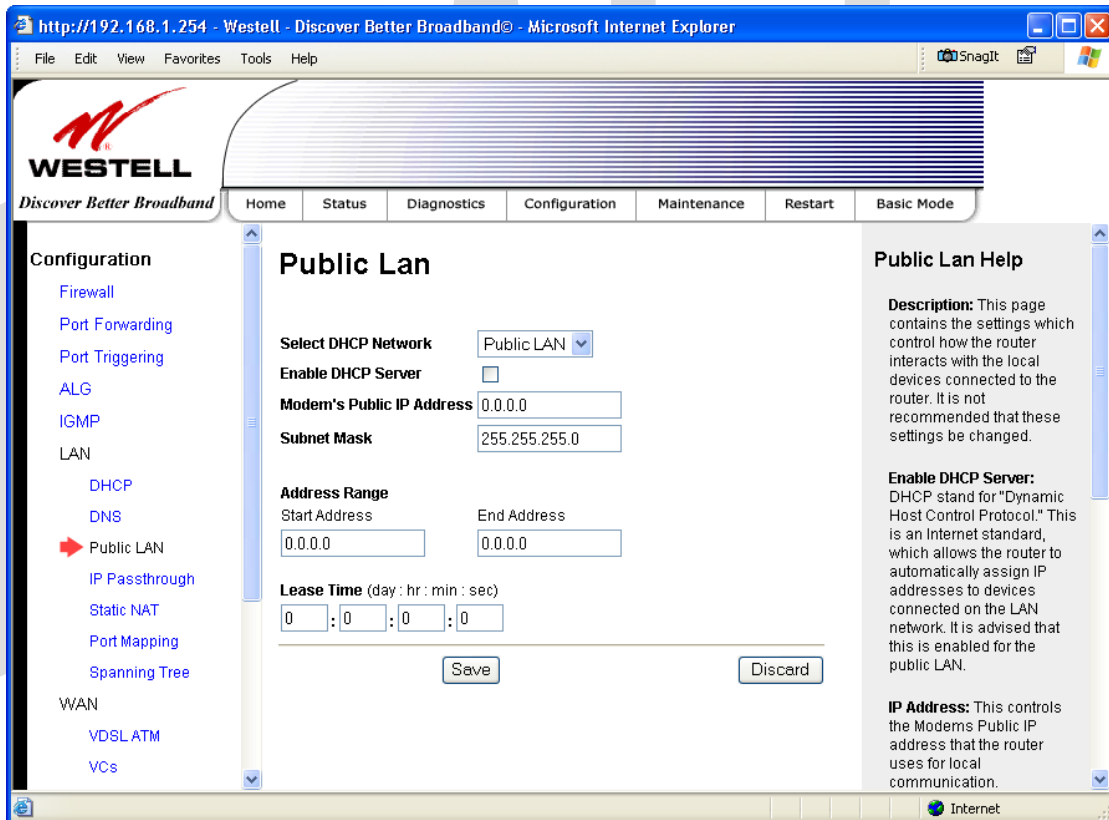 http://192.168.1.254 - Westell - Discover Better Broadband© - Microsoft Internet Explorer
File Edit View Favorites Tools Help
SnagIt
WESTELL
Discover Better Broadband
Home Status Diagnostics Configuration Maintenance Restart Basic Mode
Configuration
Firewall
Port Forwarding
Port Triggering
ALG
IGMP
LAN
DHCP
DNS
Public LAN
IP Passthrough
Static NAT
Port Mapping
Spanning Tree
WAN
VDSL ATM
VCs
Public Lan
Select DHCP Network Public LAN
Enable DHCP Server
Modem's Public IP Address 0.0.0.0
Subnet Mask 255.255.255.0
Address Range
Start Address End Address
0.0.0.0 0.0.0.0
Lease Time (day : hr : min : sec)
0 : 0 : 0 : 0
Save Discard
Public Lan Help
Description: This page
contains the settings which
control how the router
interacts with the local
devices connected to the
router. It is not
recommended that these
settings be changed.
Enable DHCP Server:
DHCP stand for "Dynamic
Host Control Protocol." This
is an Internet standard,
which allows the router to
automatically assign IP
addresses to devices
connected on the LAN
network. It is advised that
this is enabled for the
public LAN.
IP Address: This controls
the Modems Public IP
address that the router
uses for local
communication.
Internet